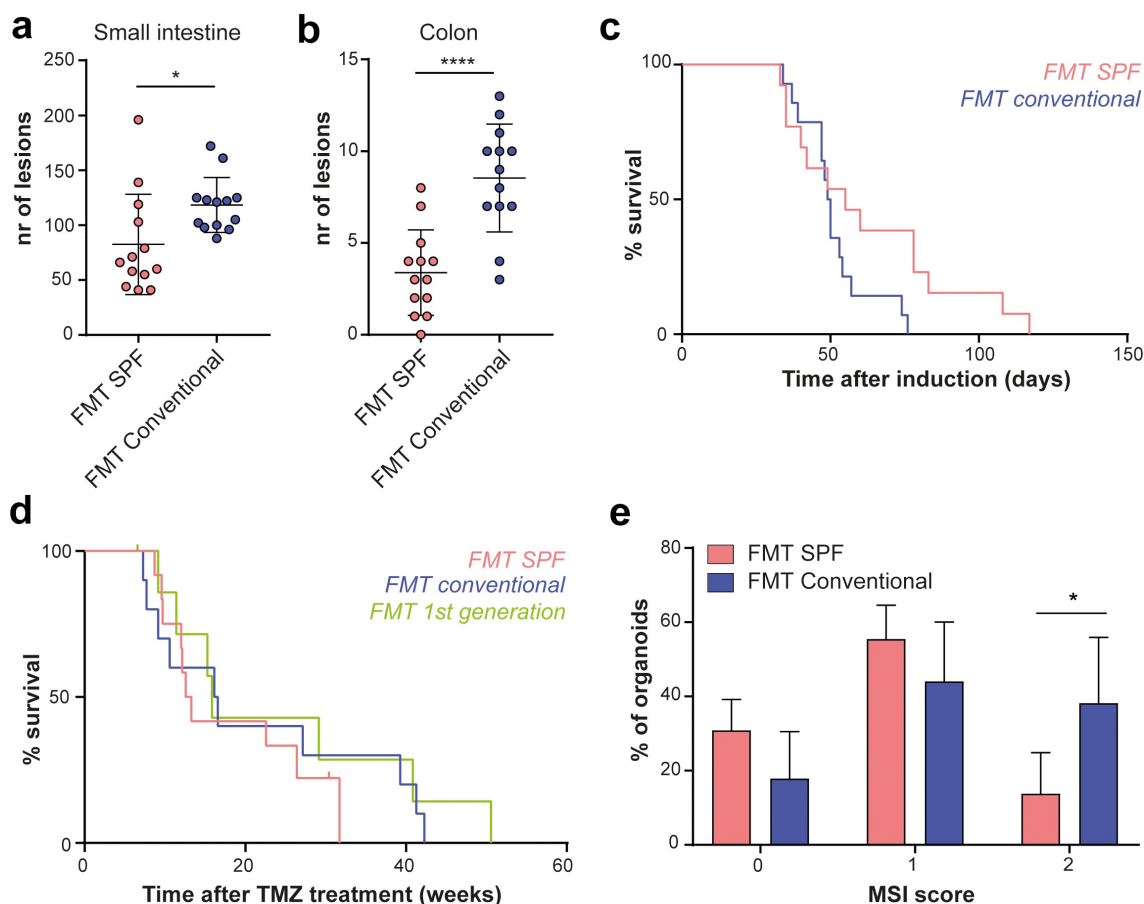 a
Small intestine
nr of lesions
250
200
150
100
50
0
*
FMT SPF
FMT Conventional
b
Colon
nr of lesions
15
10
5
0
****
FMT SPF
FMT Conventional
c
FMT SPF
FMT conventional
% survival
100
50
0
0
50
100
150
Time after induction (days)
d
FMT SPF
FMT conventional
FMT 1st generation
% survival
100
50
0
0
20
40
60
Time after TMZ treatment (weeks)
e
FMT SPF
FMT Conventional
% of organoids
80
60
40
20
0
*
0
1
2
MSI score